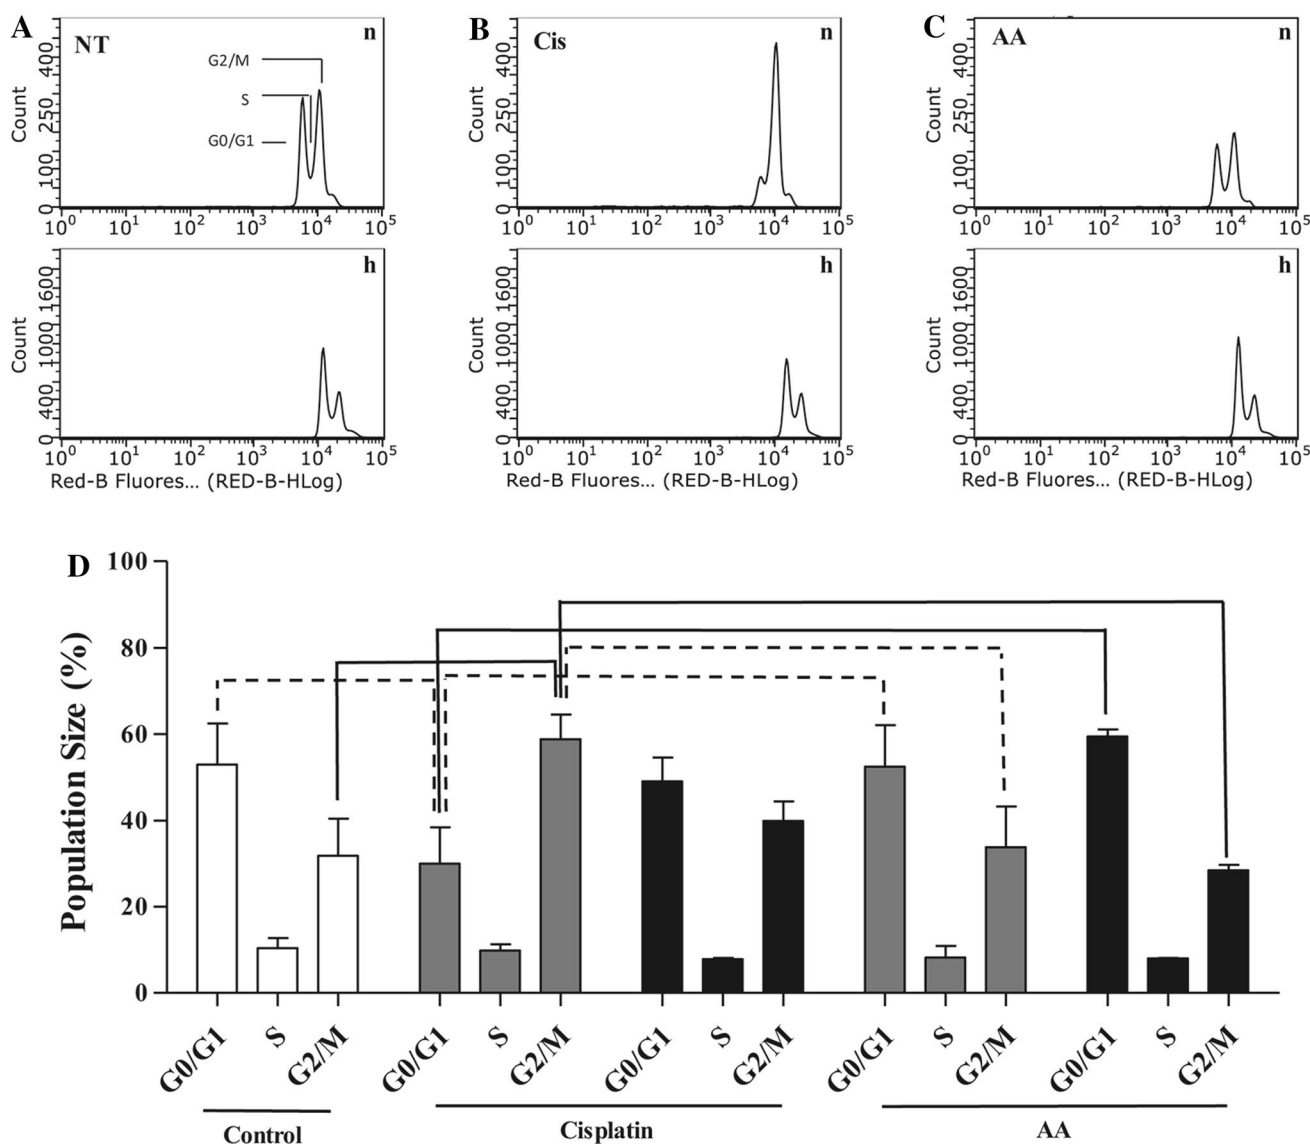 A
NT
n
G2/M
S
G0/G1
Count
400
250
100
0
10^0 10^1 10^2 10^3 10^4 10^5
B
Cis
n
Count
400
250
100
0
10^0 10^1 10^2 10^3 10^4 10^5
C
AA
n
Count
400
250
100
0
10^0 10^1 10^2 10^3 10^4 10^5
h
Count
1600
1000
400
0
10^0 10^1 10^2 10^3 10^4 10^5
Red-B Fluores... (RED-B-HLog)
h
Count
1600
1000
400
0
10^0 10^1 10^2 10^3 10^4 10^5
Red-B Fluores... (RED-B-HLog)
h
Count
1600
1000
400
0
10^0 10^1 10^2 10^3 10^4 10^5
Red-B Fluores... (RED-B-HLog)
D
Population Size (%)
100
80
60
40
20
0
G0/G1 S G2/M G0/G1 S G2/M G0/G1 S G2/M G0/G1 S G2/M G0/G1 S G2/M
Control Cisplatin AA